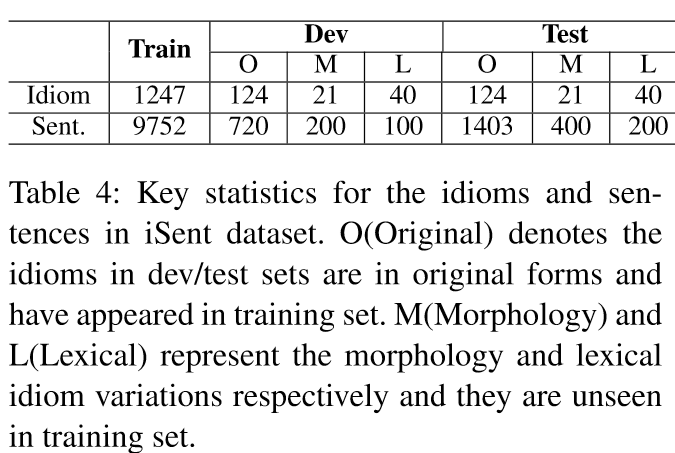 Train Dev Test
O M L O M L
Idiom 1247 124 21 40 124 21 40
Sent. 9752 720 200 100 1403 400 200
Table 4: Key statistics for the idioms and sen-
tences in iSent dataset. O(Original) denotes the
idioms in dev/test sets are in original forms and
have appeared in training set. M(Morphology) and
L(Lexical) represent the morphology and lexical
idiom variations respectively and they are unseen
in training set.